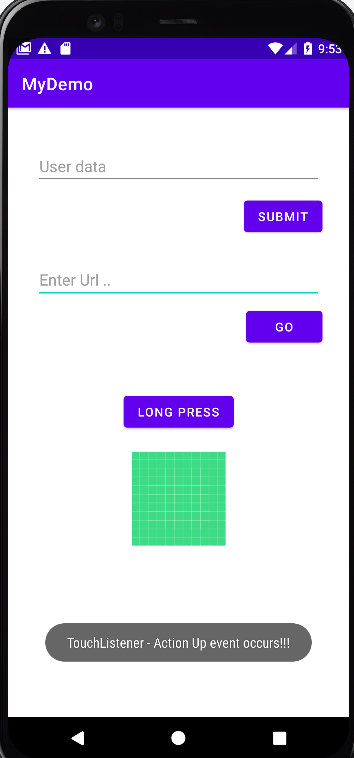 9:53
MyDemo
User data
SUBMIT
Enter Url ..
GO
LONG PRESS
TouchListener - Action Up event occurs!!!